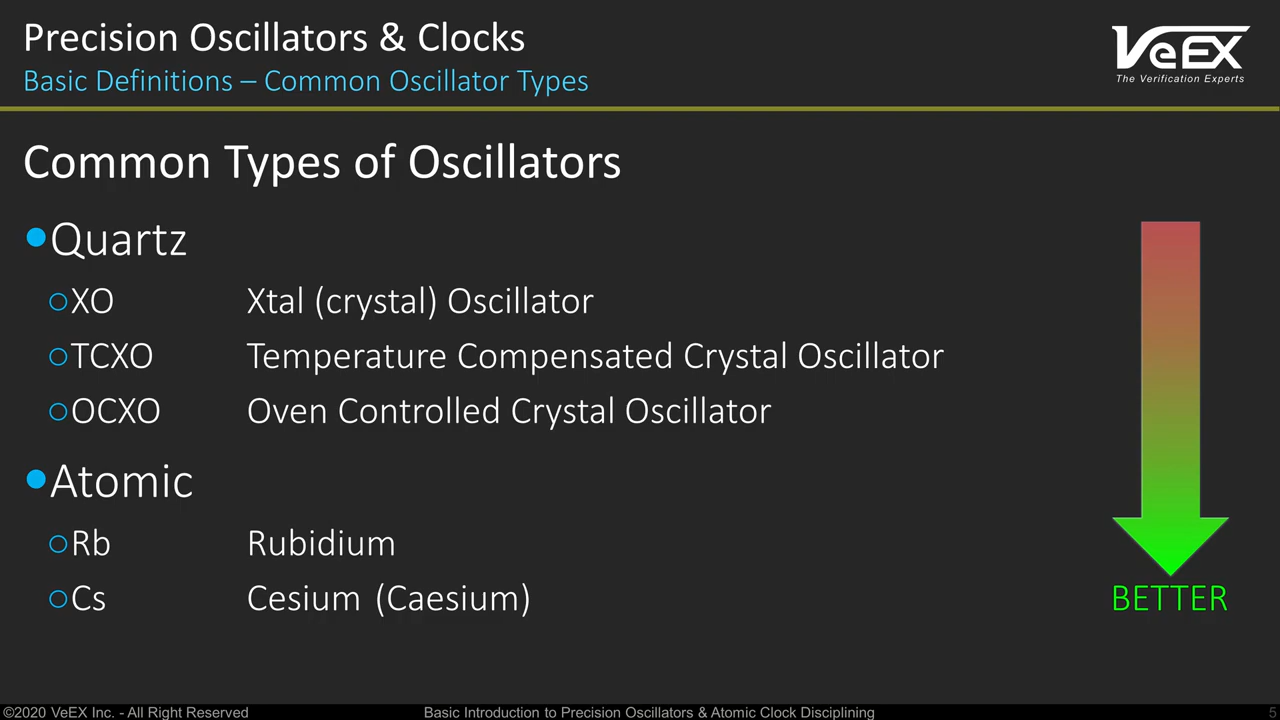 Precision Oscillators & Clocks
Basic Definitions – Common Oscillator Types
VeEX
The Verification Experts
Common Types of Oscillators
•Quartz
○XO Xtal (crystal) Oscillator
○TCXO Temperature Compensated Crystal Oscillator
○OCXO Oven Controlled Crystal Oscillator
•Atomic
○Rb Rubidium
○Cs Cesium (Caesium)
BETTER
©2020 VeEX Inc. - All Right Reserved
Basic Introduction to Precision Oscillators & Atomic Clock Disciplining
5